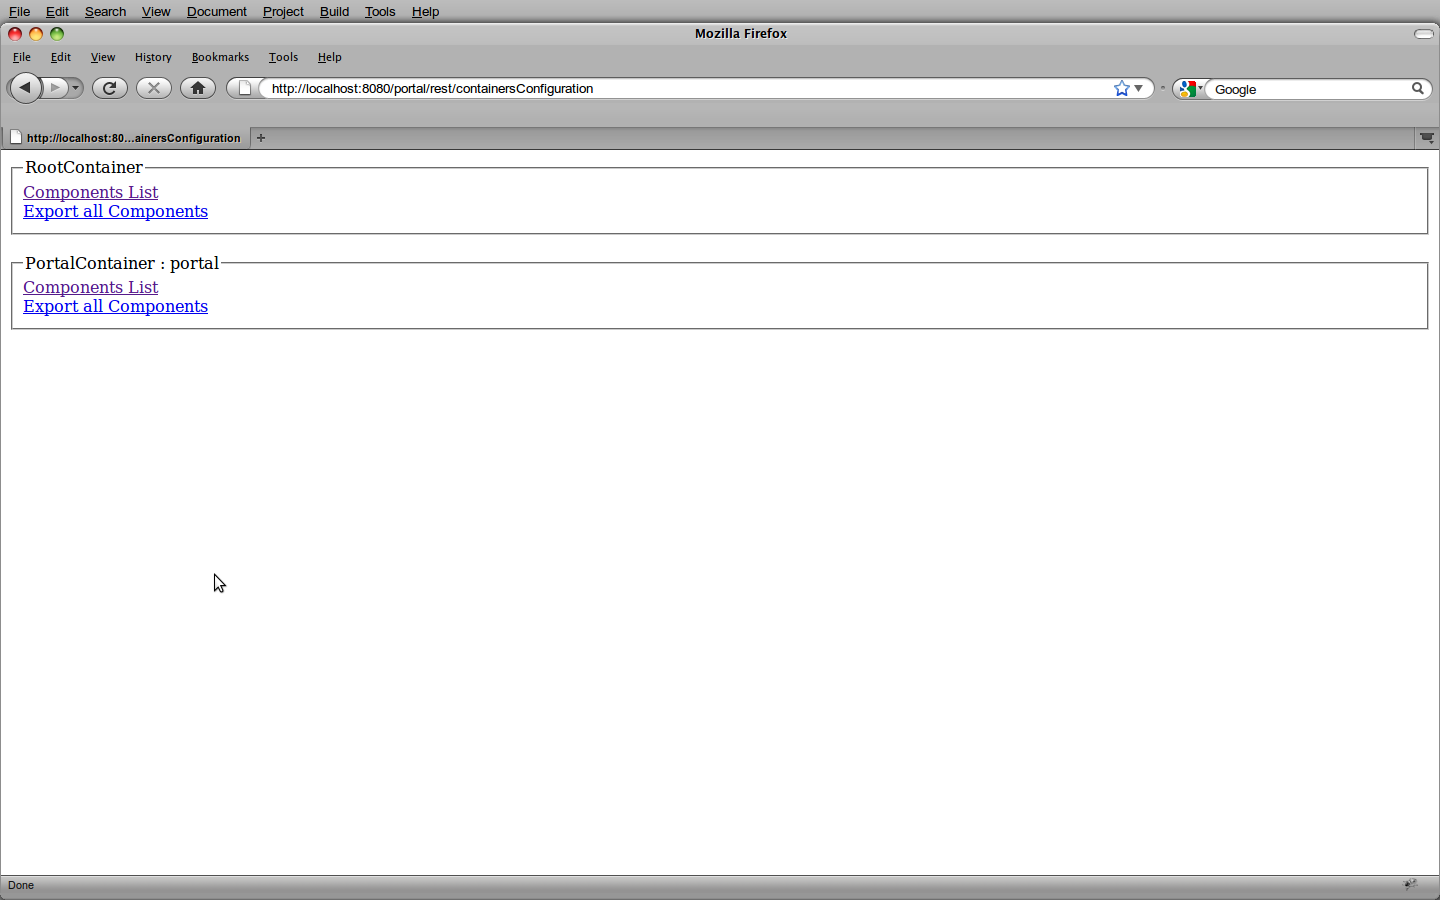 File Edit Search View Document Project Build Tools Help
Mozilla Firefox
File Edit View History Bookmarks Tools Help
http://localhost:8080/portal/rest/containersConfiguration
Google
http://localhost:80...ainersConfiguration
RootContainer
Components List
Export all Components
PortalContainer : portal
Components List
Export all Components
Done